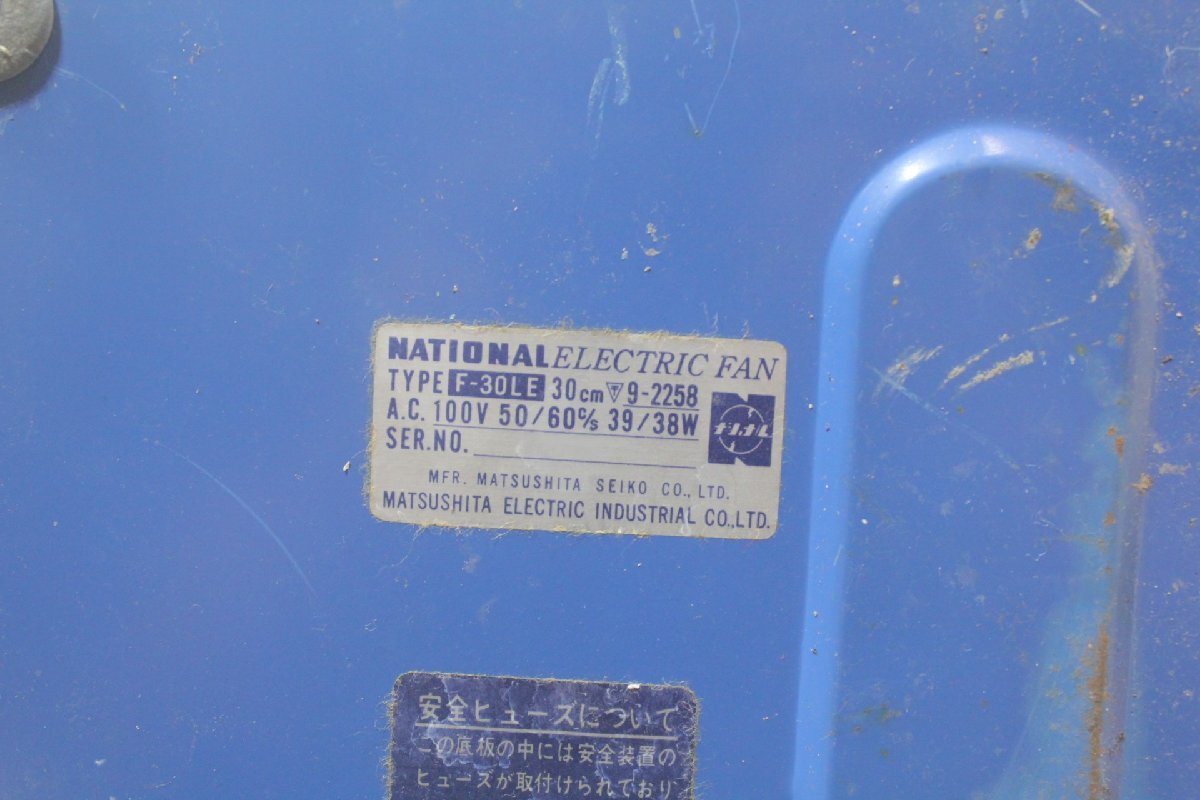 NATIONAL ELECTRIC FAN
TYPE F-30LE 30cm 9-2258
A.C. 100V 50/60c/s 39/38W
ナショナル
SER.NO.
MFR. MATSUSHITA SEIKO CO., LTD.
MATSUSHITA ELECTRIC INDUSTRIAL CO.,LTD.
安全ヒューズについて
この底板の中には安全装置の
ヒューズが取付けられており